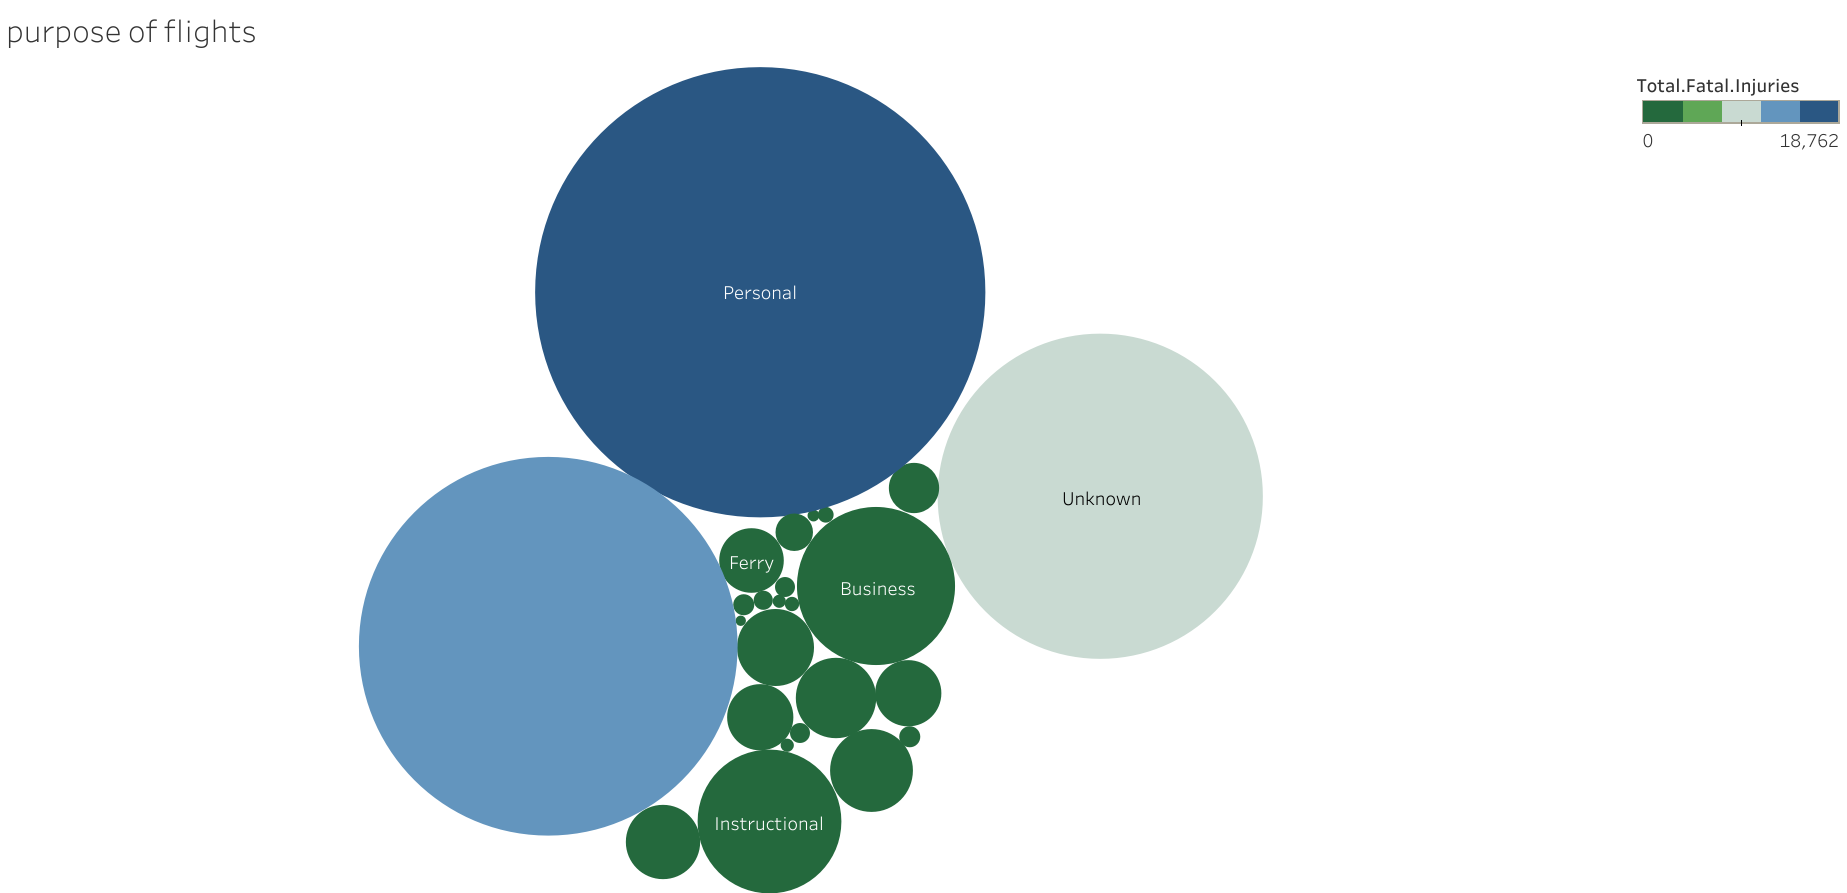 purpose of flights
Total.Fatal.Injuries
0 18,762
Personal
Unknown
Ferry
Business
Instructional